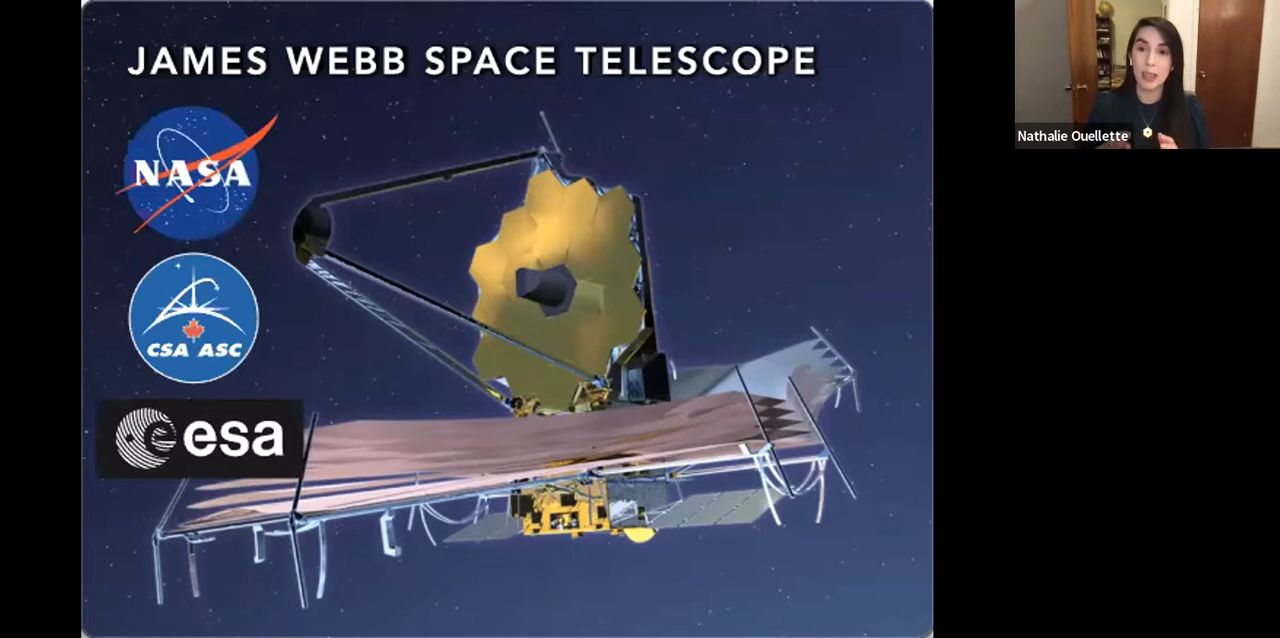 JAMES WEBB SPACE TELESCOPE
NASA
CSA ASC
esa
Nathalie Ouellette